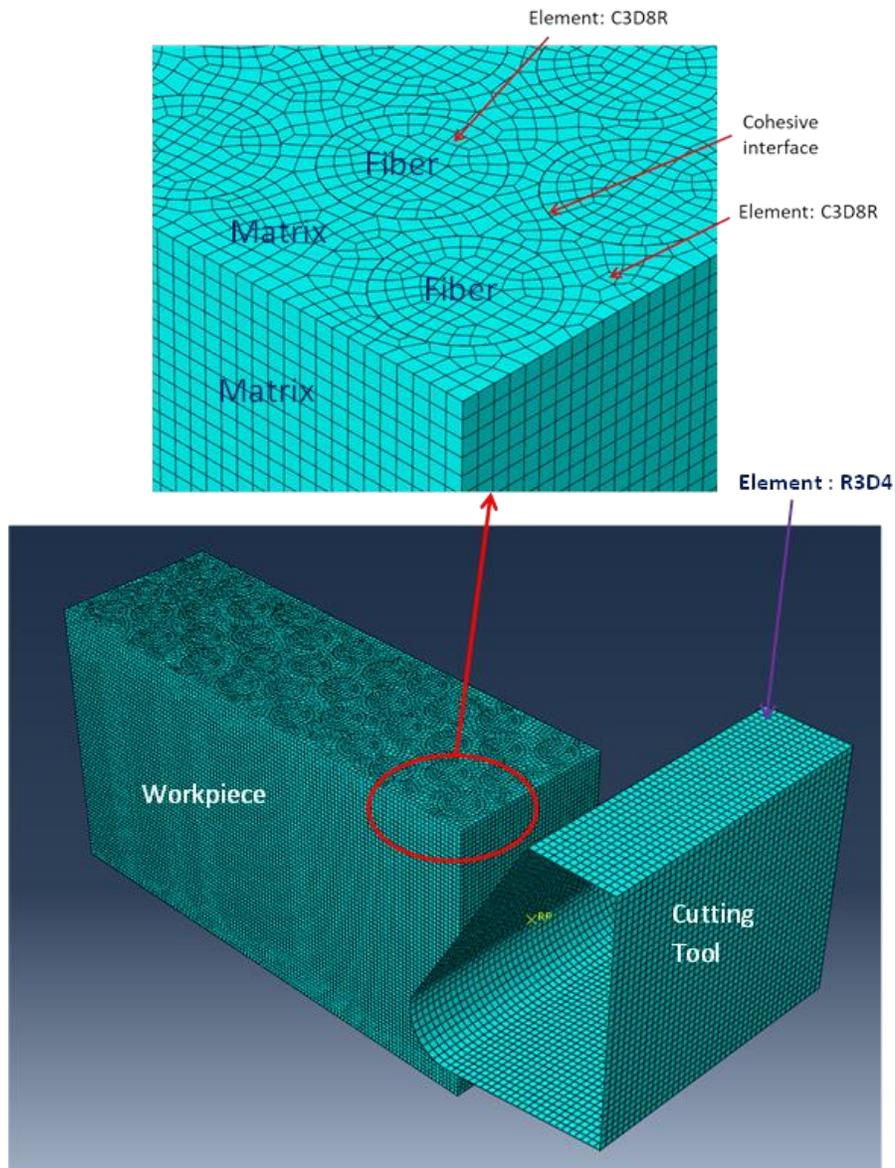 Element: C3D8R
Cohesive
interface
Fiber
Element: C3D8R
Matrix
Fiber
Matrix
Element : R3D4
Workpiece
RP
Cutting
Tool